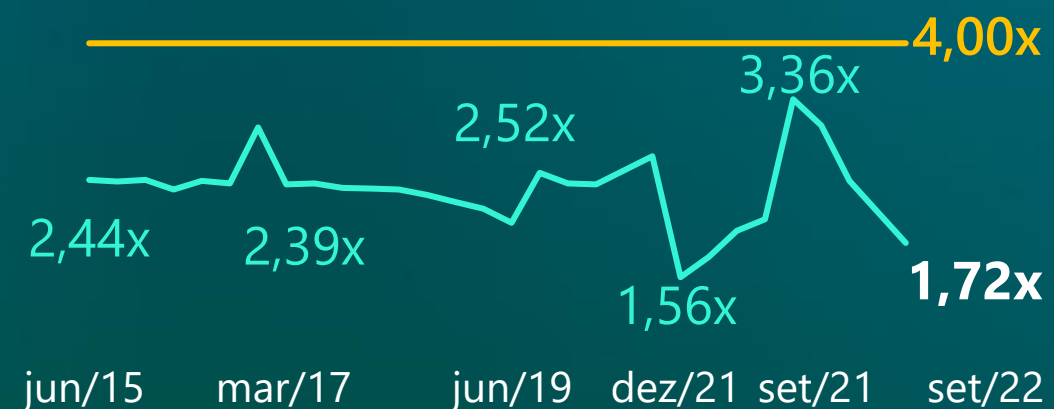 4,00x
3,36x
2,52x
2,44x
2,39x
1,56x
1,72x
jun/15 mar/17 jun/19 dez/21 set/21 set/22